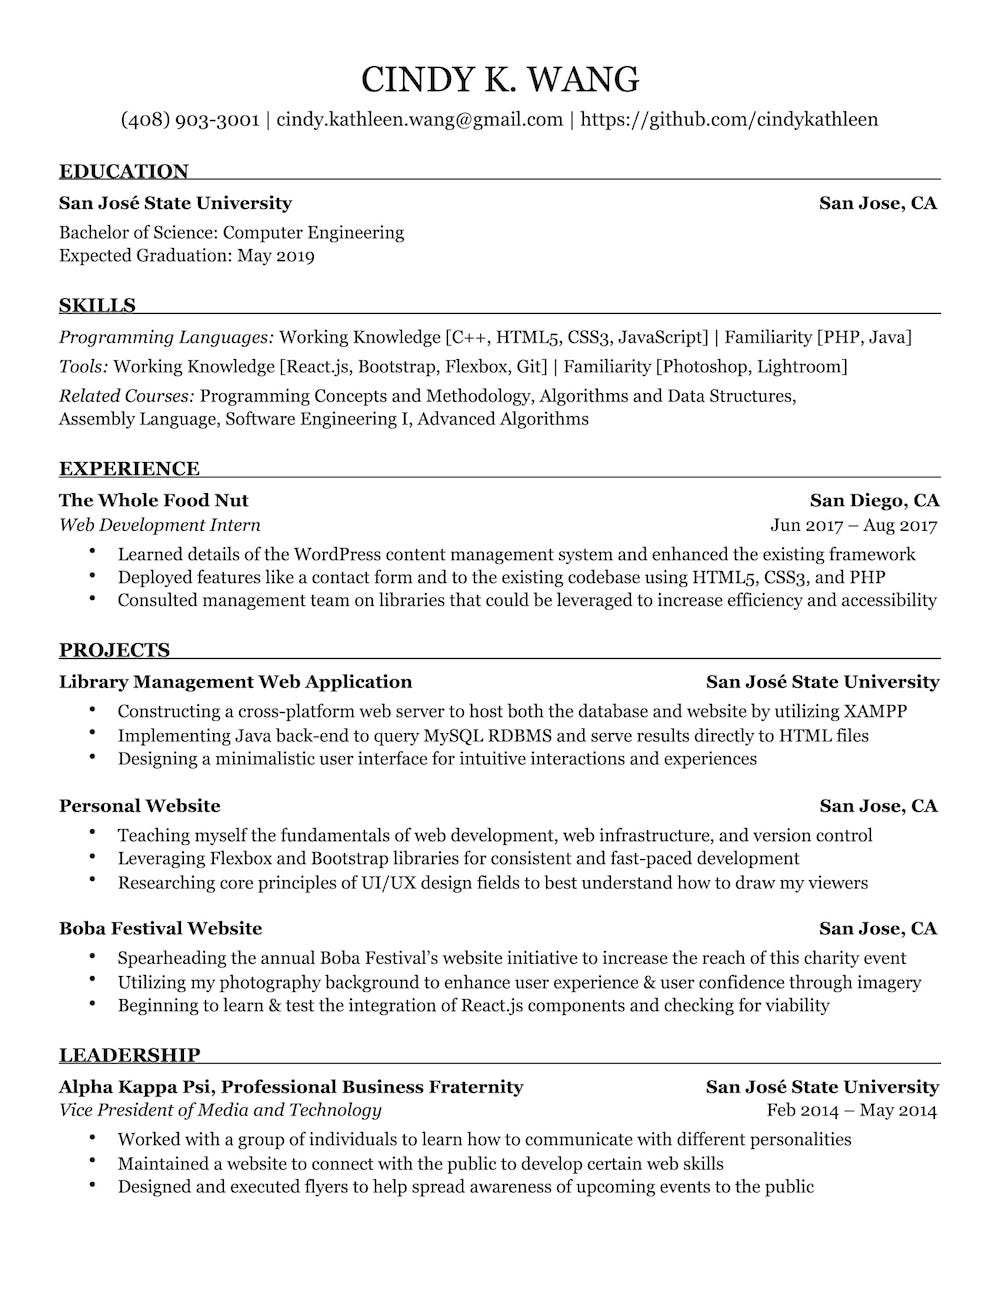 CINDY K. WANG
(408) 903-3001 | cindy.kathleen.wang@gmail.com | https://github.com/cindykathleen
EDUCATION
San José State University San Jose, CA
Bachelor of Science: Computer Engineering
Expected Graduation: May 2019
SKILLS
Programming Languages: Working Knowledge [C++, HTML5, CSS3, JavaScript] | Familiarity [PHP, Java]
Tools: Working Knowledge [React.js, Bootstrap, Flexbox, Git] | Familiarity [Photoshop, Lightroom]
Related Courses: Programming Concepts and Methodology, Algorithms and Data Structures,
Assembly Language, Software Engineering I, Advanced Algorithms
EXPERIENCE
The Whole Food Nut San Diego, CA
Web Development Intern Jun 2017 – Aug 2017
• Learned details of the WordPress content management system and enhanced the existing framework
• Deployed features like a contact form and to the existing codebase using HTML5, CSS3, and PHP
• Consulted management team on libraries that could be leveraged to increase efficiency and accessibility
PROJECTS
Library Management Web Application San José State University
• Constructing a cross-platform web server to host both the database and website by utilizing XAMPP
• Implementing Java back-end to query MySQL RDBMS and serve results directly to HTML files
• Designing a minimalistic user interface for intuitive interactions and experiences
Personal Website San Jose, CA
• Teaching myself the fundamentals of web development, web infrastructure, and version control
• Leveraging Flexbox and Bootstrap libraries for consistent and fast-paced development
• Researching core principles of UI/UX design fields to best understand how to draw my viewers
Boba Festival Website San Jose, CA
• Spearheading the annual Boba Festival’s website initiative to increase the reach of this charity event
• Utilizing my photography background to enhance user experience & user confidence through imagery
• Beginning to learn & test the integration of React.js components and checking for viability
LEADERSHIP
Alpha Kappa Psi, Professional Business Fraternity San José State University
Vice President of Media and Technology Feb 2014 – May 2014
• Worked with a group of individuals to learn how to communicate with different personalities
• Maintained a website to connect with the public to develop certain web skills
• Designed and executed flyers to help spread awareness of upcoming events to the public